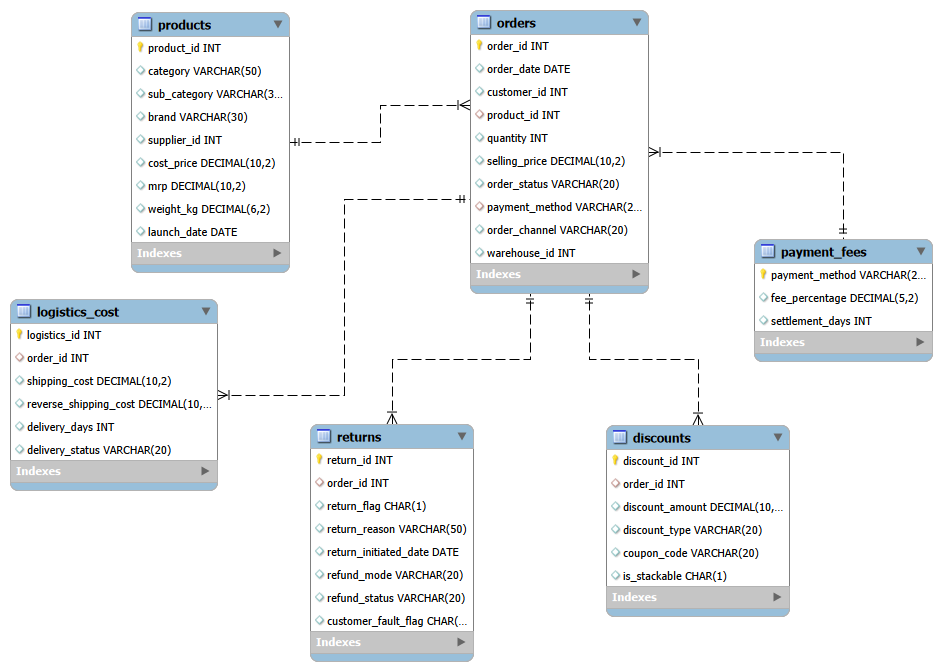 products
product_id INT
category VARCHAR(50)
sub_category VARCHAR(3...
brand VARCHAR(30)
supplier_id INT
cost_price DECIMAL(10,2)
mrp DECIMAL(10,2)
weight_kg DECIMAL(6,2)
launch_date DATE
Indexes
orders
order_id INT
order_date DATE
customer_id INT
product_id INT
quantity INT
selling_price DECIMAL(10,2)
order_status VARCHAR(20)
payment_method VARCHAR(2...
order_channel VARCHAR(20)
warehouse_id INT
Indexes
payment_fees
payment_method VARCHAR(2...
fee_percentage DECIMAL(5,2)
settlement_days INT
Indexes
logistics_cost
logistics_id INT
order_id INT
shipping_cost DECIMAL(10,2)
reverse_shipping_cost DECIMAL(10,...
delivery_days INT
delivery_status VARCHAR(20)
Indexes
returns
return_id INT
order_id INT
return_flag CHAR(1)
return_reason VARCHAR(50)
return_initiated_date DATE
refund_mode VARCHAR(20)
refund_status VARCHAR(20)
customer_fault_flag CHAR(...
Indexes
discounts
discount_id INT
order_id INT
discount_amount DECIMAL(10,...
discount_type VARCHAR(20)
coupon_code VARCHAR(20)
is_stackable CHAR(1)
Indexes